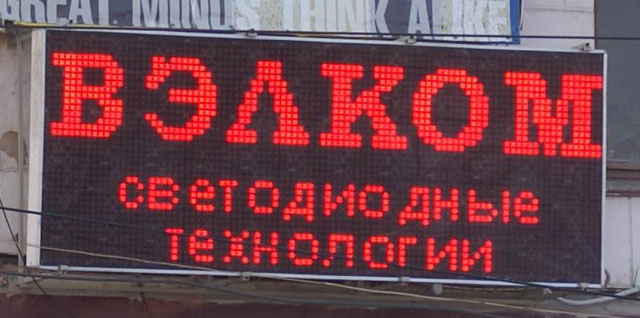 GREAT MINDS THINK ALIKE
ВЭЛКОМ
светодиодные
технологии